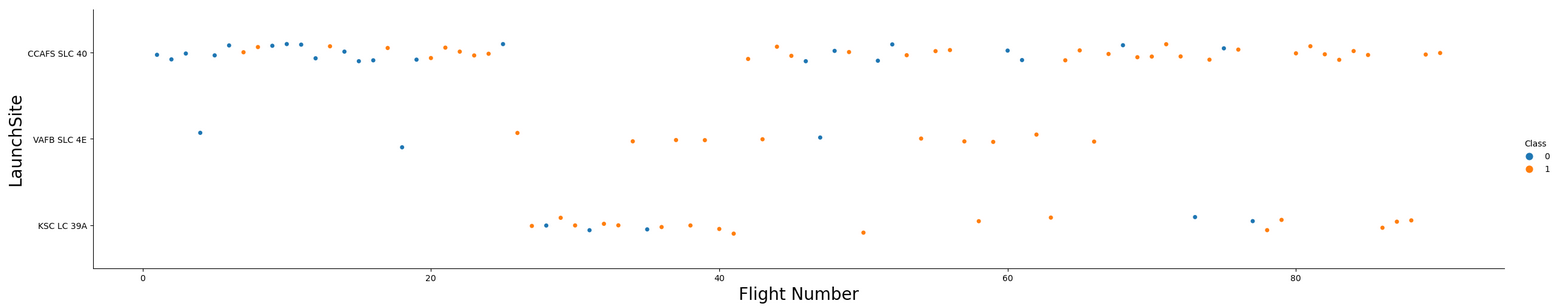 LaunchSite
CCAFS SLC 40
VAFB SLC 4E
KSC LC 39A
0 20 40 60 80
Flight Number
Class
0
1